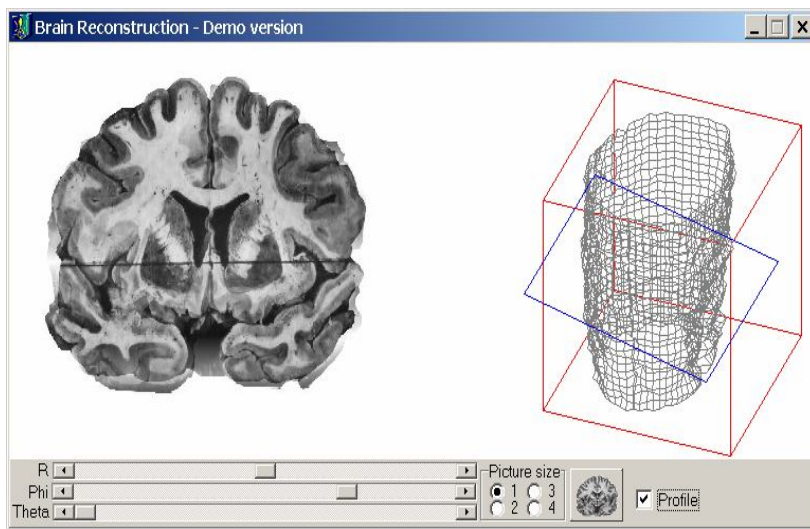 Brain Reconstruction - Demo version
R
Phi
Theta
Picture size
1 3
2 4
Profile